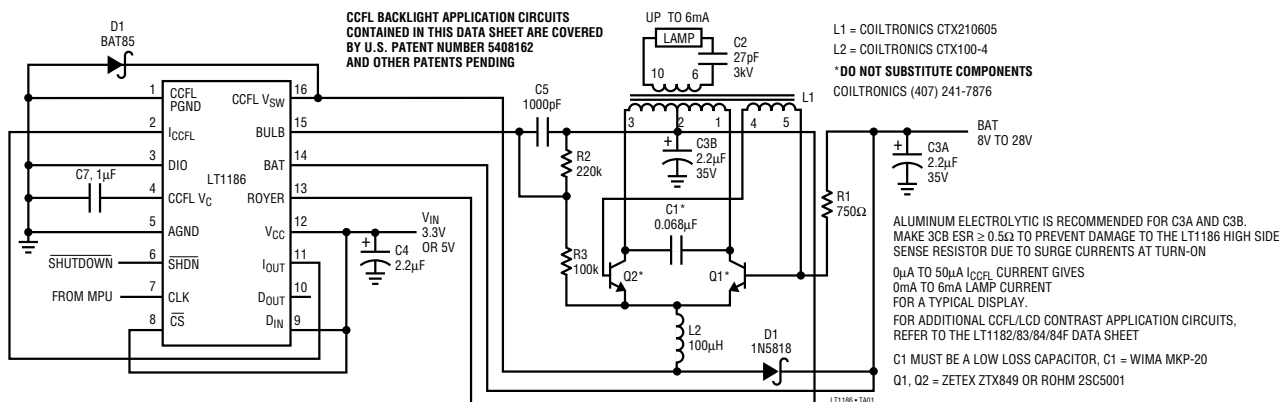 CCFL BACKLIGHT APPLICATION CIRCUITS
CONTAINED IN THIS DATA SHEET ARE COVERED
BY U.S. PATENT NUMBER 5408162
AND OTHER PATENTS PENDING
D1
BAT85
UP TO 6mA
LAMP
C2
27pF
3kV
10
6
L1 = COILTRONICS CTX210605
L2 = COILTRONICS CTX100-4
*DO NOT SUBSTITUTE COMPONENTS
COILTRONICS (407) 241-7876
1
CCFL
PGND
CCFL VSW
16
2
ICCFL
BULB
15
3
DIO
BAT
14
LT1186
C7, 1µF
4
CCFL VC
ROYER
13
5
AGND
VCC
12
SHUTDOWN
6
SHDN
IOUT
11
FROM MPU
7
CLK
DOUT
10
8
CS
DIN
9
VIN
3.3V
OR 5V
+
C4
2.2µF
C5
1000pF
R2
220k
R3
100k
L1
3
2
1
4
5
+
C3B
2.2µF
35V
C1*
0.068µF
Q2*
Q1*
L2
100µH
D1
1N5818
R1
750Ω
BAT
8V TO 28V
+
C3A
2.2µF
35V
ALUMINUM ELECTROLYTIC IS RECOMMENDED FOR C3A AND C3B.
MAKE 3CB ESR ≥ 0.5Ω TO PREVENT DAMAGE TO THE LT1186 HIGH SIDE
SENSE RESISTOR DUE TO SURGE CURRENTS AT TURN-ON
0µA TO 50µA ICCFL CURRENT GIVES
0mA TO 6mA LAMP CURRENT
FOR A TYPICAL DISPLAY.
FOR ADDITIONAL CCFL/LCD CONTRAST APPLICATION CIRCUITS,
REFER TO THE LT1182/83/84/84F DATA SHEET
C1 MUST BE A LOW LOSS CAPACITOR, C1 = WIMA MKP-20
Q1, Q2 = ZETEX ZTX849 OR ROHM 2SC5001
LT1186 • TA01